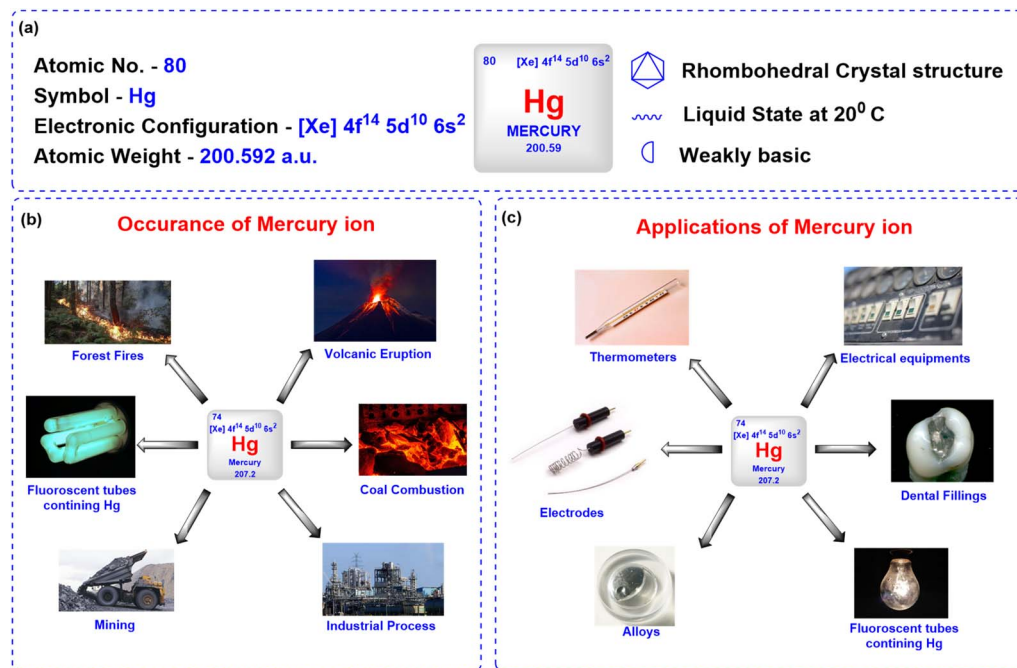 (a)
Atomic No. - 80
Symbol - Hg
Electronic Configuration - [Xe] 4f¹⁴ 5d¹⁰ 6s²
Atomic Weight - 200.592 a.u.
80 [Xe] 4f¹⁴ 5d¹⁰ 6s²
Hg
MERCURY
200.59
Rhombohedral Crystal structure
Liquid State at 20⁰ C
Weakly basic
(b)
Occurance of Mercury ion
Forest Fires
Volcanic Eruption
74
[Xe] 4f¹⁴ 5d¹⁰ 6s²
Hg
Mercury
207.2
Fluoroscent tubes
contining Hg
Coal Combustion
Mining
Industrial Process
(c)
Applications of Mercury ion
Thermometers
Electrical equipments
74
[Xe] 4f¹⁴ 5d¹⁰ 6s²
Hg
Mercury
207.2
Electrodes
Dental Fillings
Alloys
Fluoroscent tubes
contining Hg